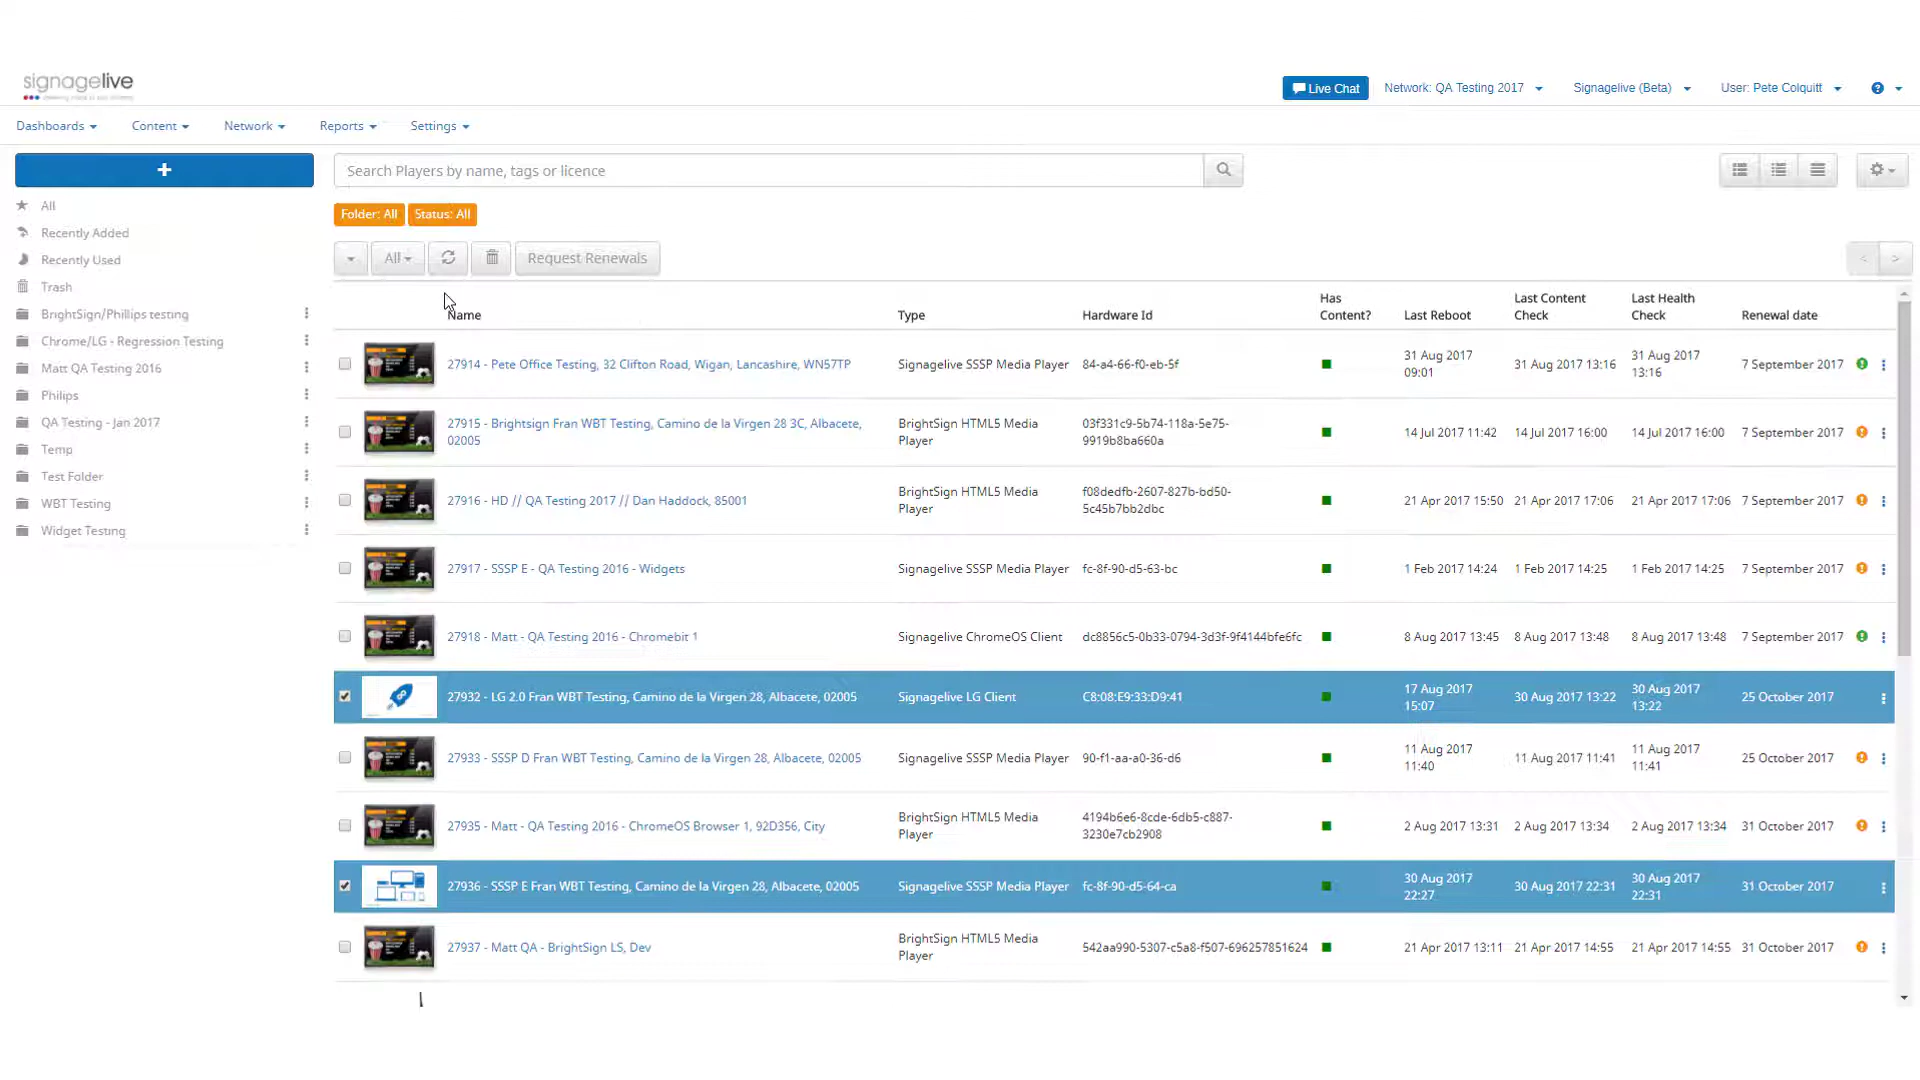 signagelive
Live Chat
Network: QA Testing 2017
Signagelive (Beta)
User: Pete Colquitt
?
Dashboards
Content
Network
Reports
Settings
+
Search Players by name, tags or licence
All
Recently Added
Recently Used
Trash
BrightSign/Phillips testing
Chrome/LG - Regression Testing
Matt QA Testing 2016
Philips
QA Testing - Jan 2017
Temp
Test Folder
WBT Testing
Widget Testing
Folder: All
Status: All
All
Request Renewals
<
>
Name
Type
Hardware Id
Has
Content?
Last Reboot
Last Content
Check
Last Health
Check
Renewal date
27914 - Pete Office Testing, 32 Clifton Road, Wigan, Lancashire, WN57TP
Signagelive SSSP Media Player
84-a4-66-f0-eb-5f
31 Aug 2017
09:01
31 Aug 2017 13:16
31 Aug 2017
13:16
7 September 2017
27915 - Brightsign Fran WBT Testing, Camino de la Virgen 28 3C, Albacete,
02005
BrightSign HTML5 Media
Player
03f331c9-5b74-118a-5e75-
9919b8ba660a
14 Jul 2017 11:42
14 Jul 2017 16:00
14 Jul 2017 16:00
7 September 2017
27916 - HD // QA Testing 2017 // Dan Haddock, 85001
BrightSign HTML5 Media
Player
f08dedfb-2607-827b-bd50-
5c45b7bb2dbc
21 Apr 2017 15:50
21 Apr 2017 17:06
21 Apr 2017 17:06
7 September 2017
27917 - SSSP E - QA Testing 2016 - Widgets
Signagelive SSSP Media Player
fc-8f-90-d5-63-bc
1 Feb 2017 14:24
1 Feb 2017 14:25
1 Feb 2017 14:25
7 September 2017
27918 - Matt - QA Testing 2016 - Chromebit 1
Signagelive ChromeOS Client
dc8856c5-0b33-0794-3d3f-9f4144bfe6fc
8 Aug 2017 13:45
8 Aug 2017 13:48
8 Aug 2017 13:48
7 September 2017
27932 - LG 2.0 Fran WBT Testing, Camino de la Virgen 28, Albacete, 02005
Signagelive LG Client
C8:08:E9:33:D9:41
17 Aug 2017
15:07
30 Aug 2017 13:22
30 Aug 2017
13:22
25 October 2017
27933 - SSSP D Fran WBT Testing, Camino de la Virgen 28, Albacete, 02005
Signagelive SSSP Media Player
90-f1-aa-a0-36-d6
11 Aug 2017
11:40
11 Aug 2017 11:41
11 Aug 2017
11:41
25 October 2017
27935 - Matt - QA Testing 2016 - ChromeOS Browser 1, 92D356, City
BrightSign HTML5 Media
Player
4194b6e6-8cde-6db5-c887-
3230e7cb2908
2 Aug 2017 13:31
2 Aug 2017 13:34
2 Aug 2017 13:34
31 October 2017
27936 - SSSP E Fran WBT Testing, Camino de la Virgen 28, Albacete, 02005
Signagelive SSSP Media Player
fc-8f-90-d5-64-ca
30 Aug 2017
22:27
30 Aug 2017 22:31
30 Aug 2017
22:31
31 October 2017
27937 - Matt QA - BrightSign LS, Dev
BrightSign HTML5 Media
Player
542aa990-5307-c5a8-f507-696257851624
21 Apr 2017 13:11
21 Apr 2017 14:55
21 Apr 2017 14:55
31 October 2017